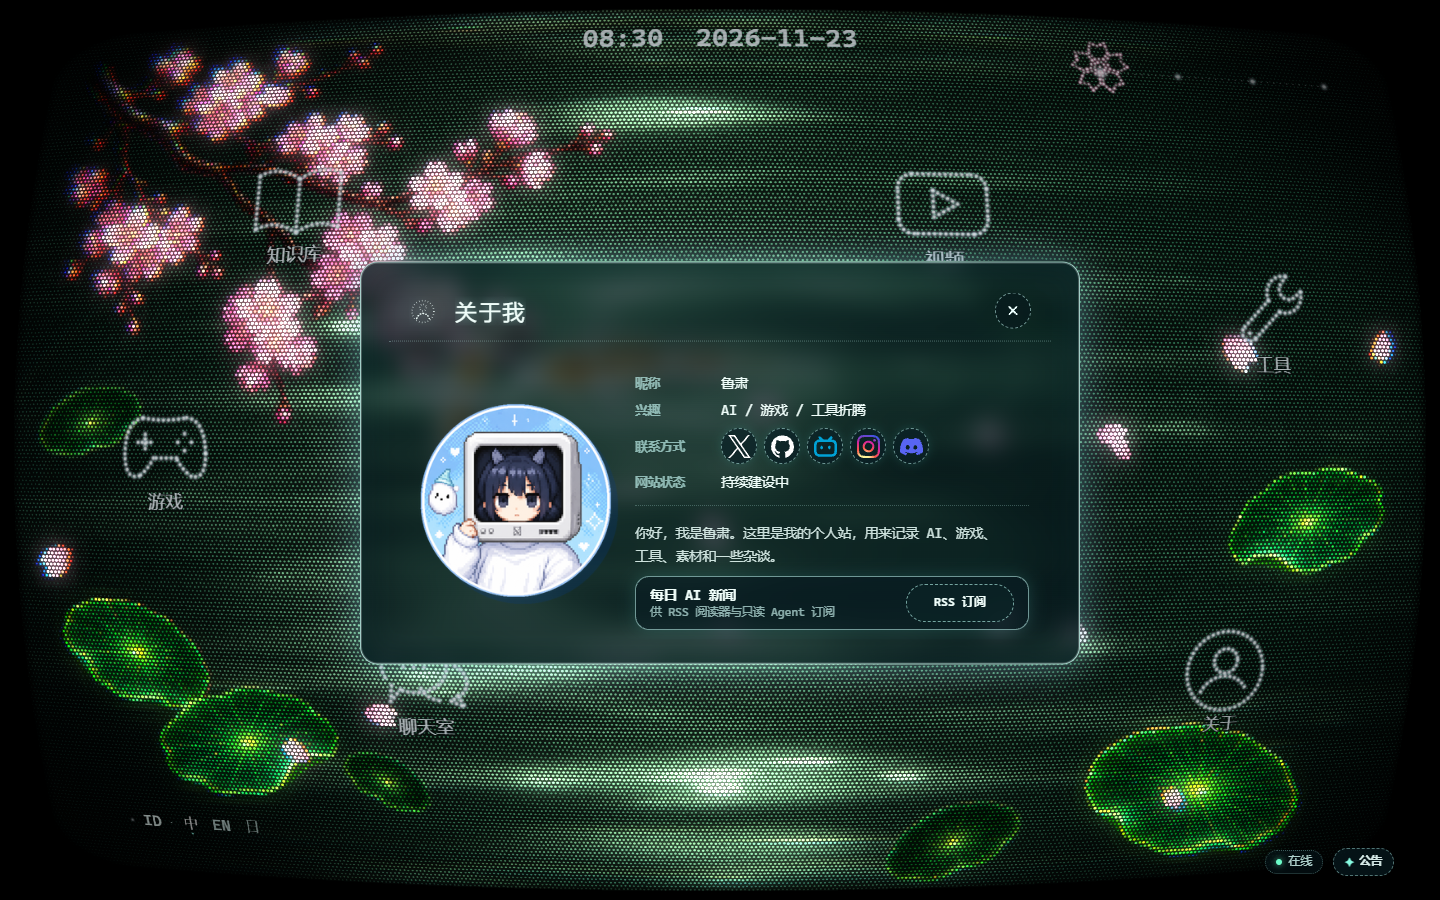 08:30 2026-11-23
知识库
视频
关于我
工具
昵称 鲁肃
兴趣 AI / 游戏 / 工具折腾
联系方式
网站状态 持续建设中
游戏
你好，我是鲁肃。这里是我的个人站，用来记录 AI、游戏、
工具、素材和一些杂谈。
每日 AI 新闻
供 RSS 阅读器与只读 Agent 订阅
RSS 订阅
聊天室
关于
ID 中 EN 日
在线
公告